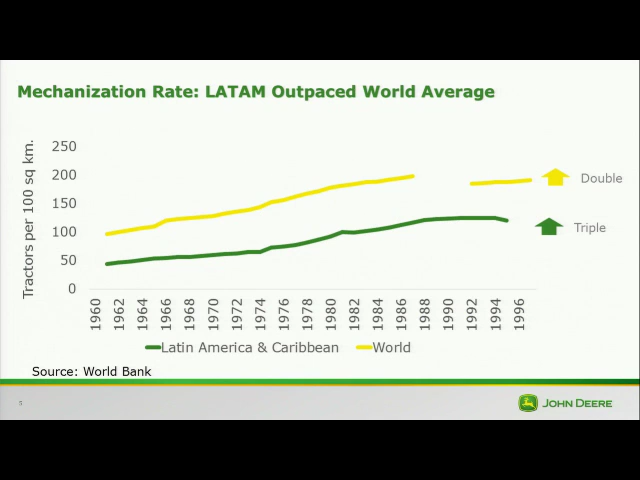 Mechanization Rate: LATAM Outpaced World Average
Tractors per 100 sq km.
250
200
150
100
50
0
Double
Triple
1960 1962 1964 1966 1968 1970 1972 1974 1976 1978 1980 1982 1984 1986 1988 1990 1992 1994 1996
Latin America & Caribbean World
Source: World Bank
5
JOHN DEERE